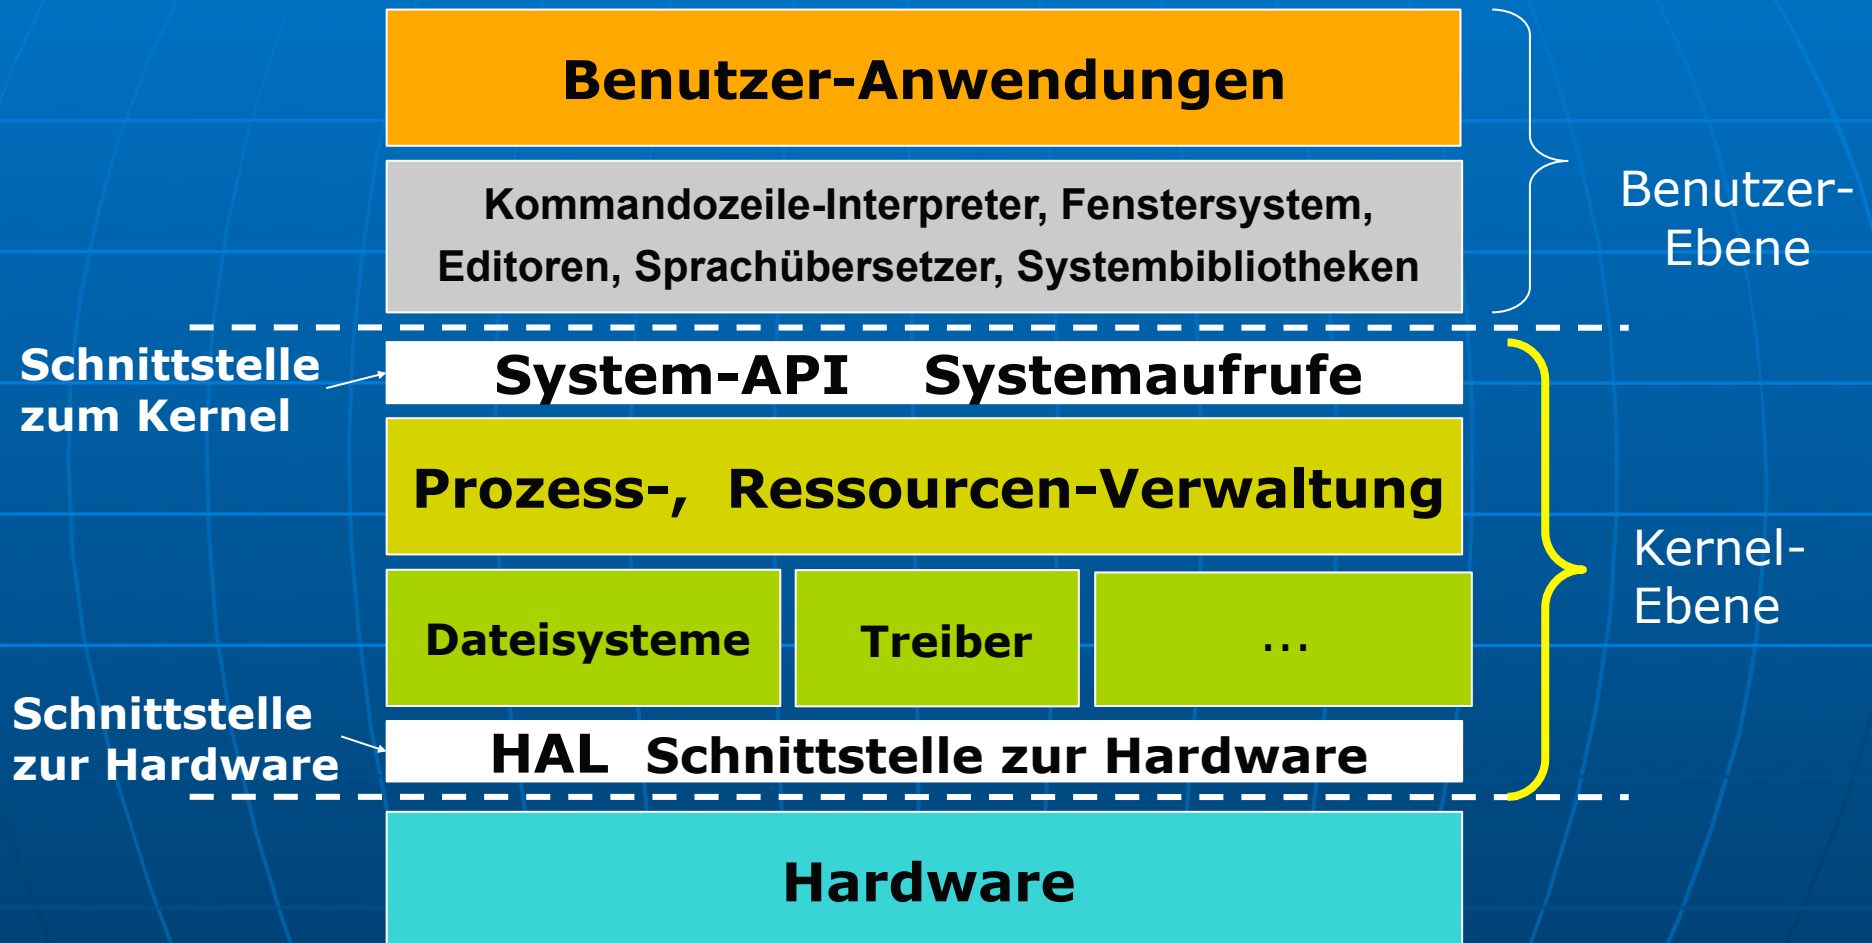 Benutzer-Anwendungen
Kommandozeile-Interpreter, Fenstersystem,
Editoren, Sprachübersetzer, Systembibliotheken
Benutzer-
Ebene
Schnittstelle
zum Kernel
System-API Systemaufrufe
Prozess-, Ressourcen-Verwaltung
Kernel-
Ebene
Dateisysteme
Treiber
...
Schnittstelle
zur Hardware
HAL Schnittstelle zur Hardware
Hardware